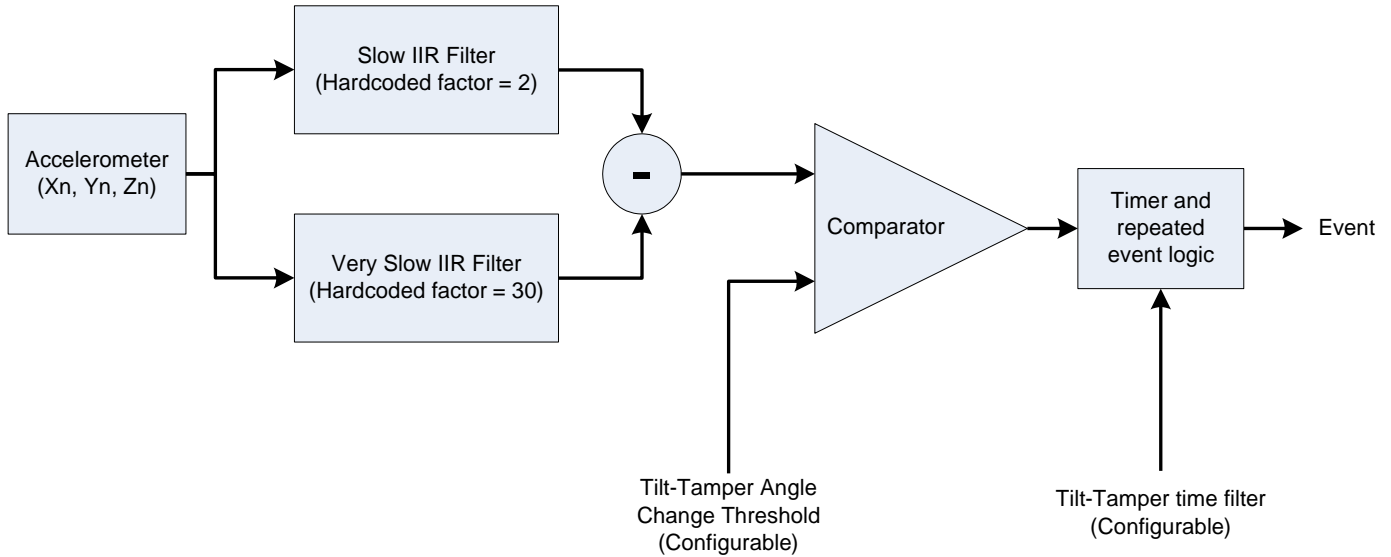 Slow IIR Filter
(Hardcoded factor = 2)
Accelerometer
(Xn, Yn, Zn)
-
Very Slow IIR Filter
(Hardcoded factor = 30)
Comparator
Timer and
repeated
event logic
Event
Tilt-Tamper Angle
Change Threshold
(Configurable)
Tilt-Tamper time filter
(Configurable)